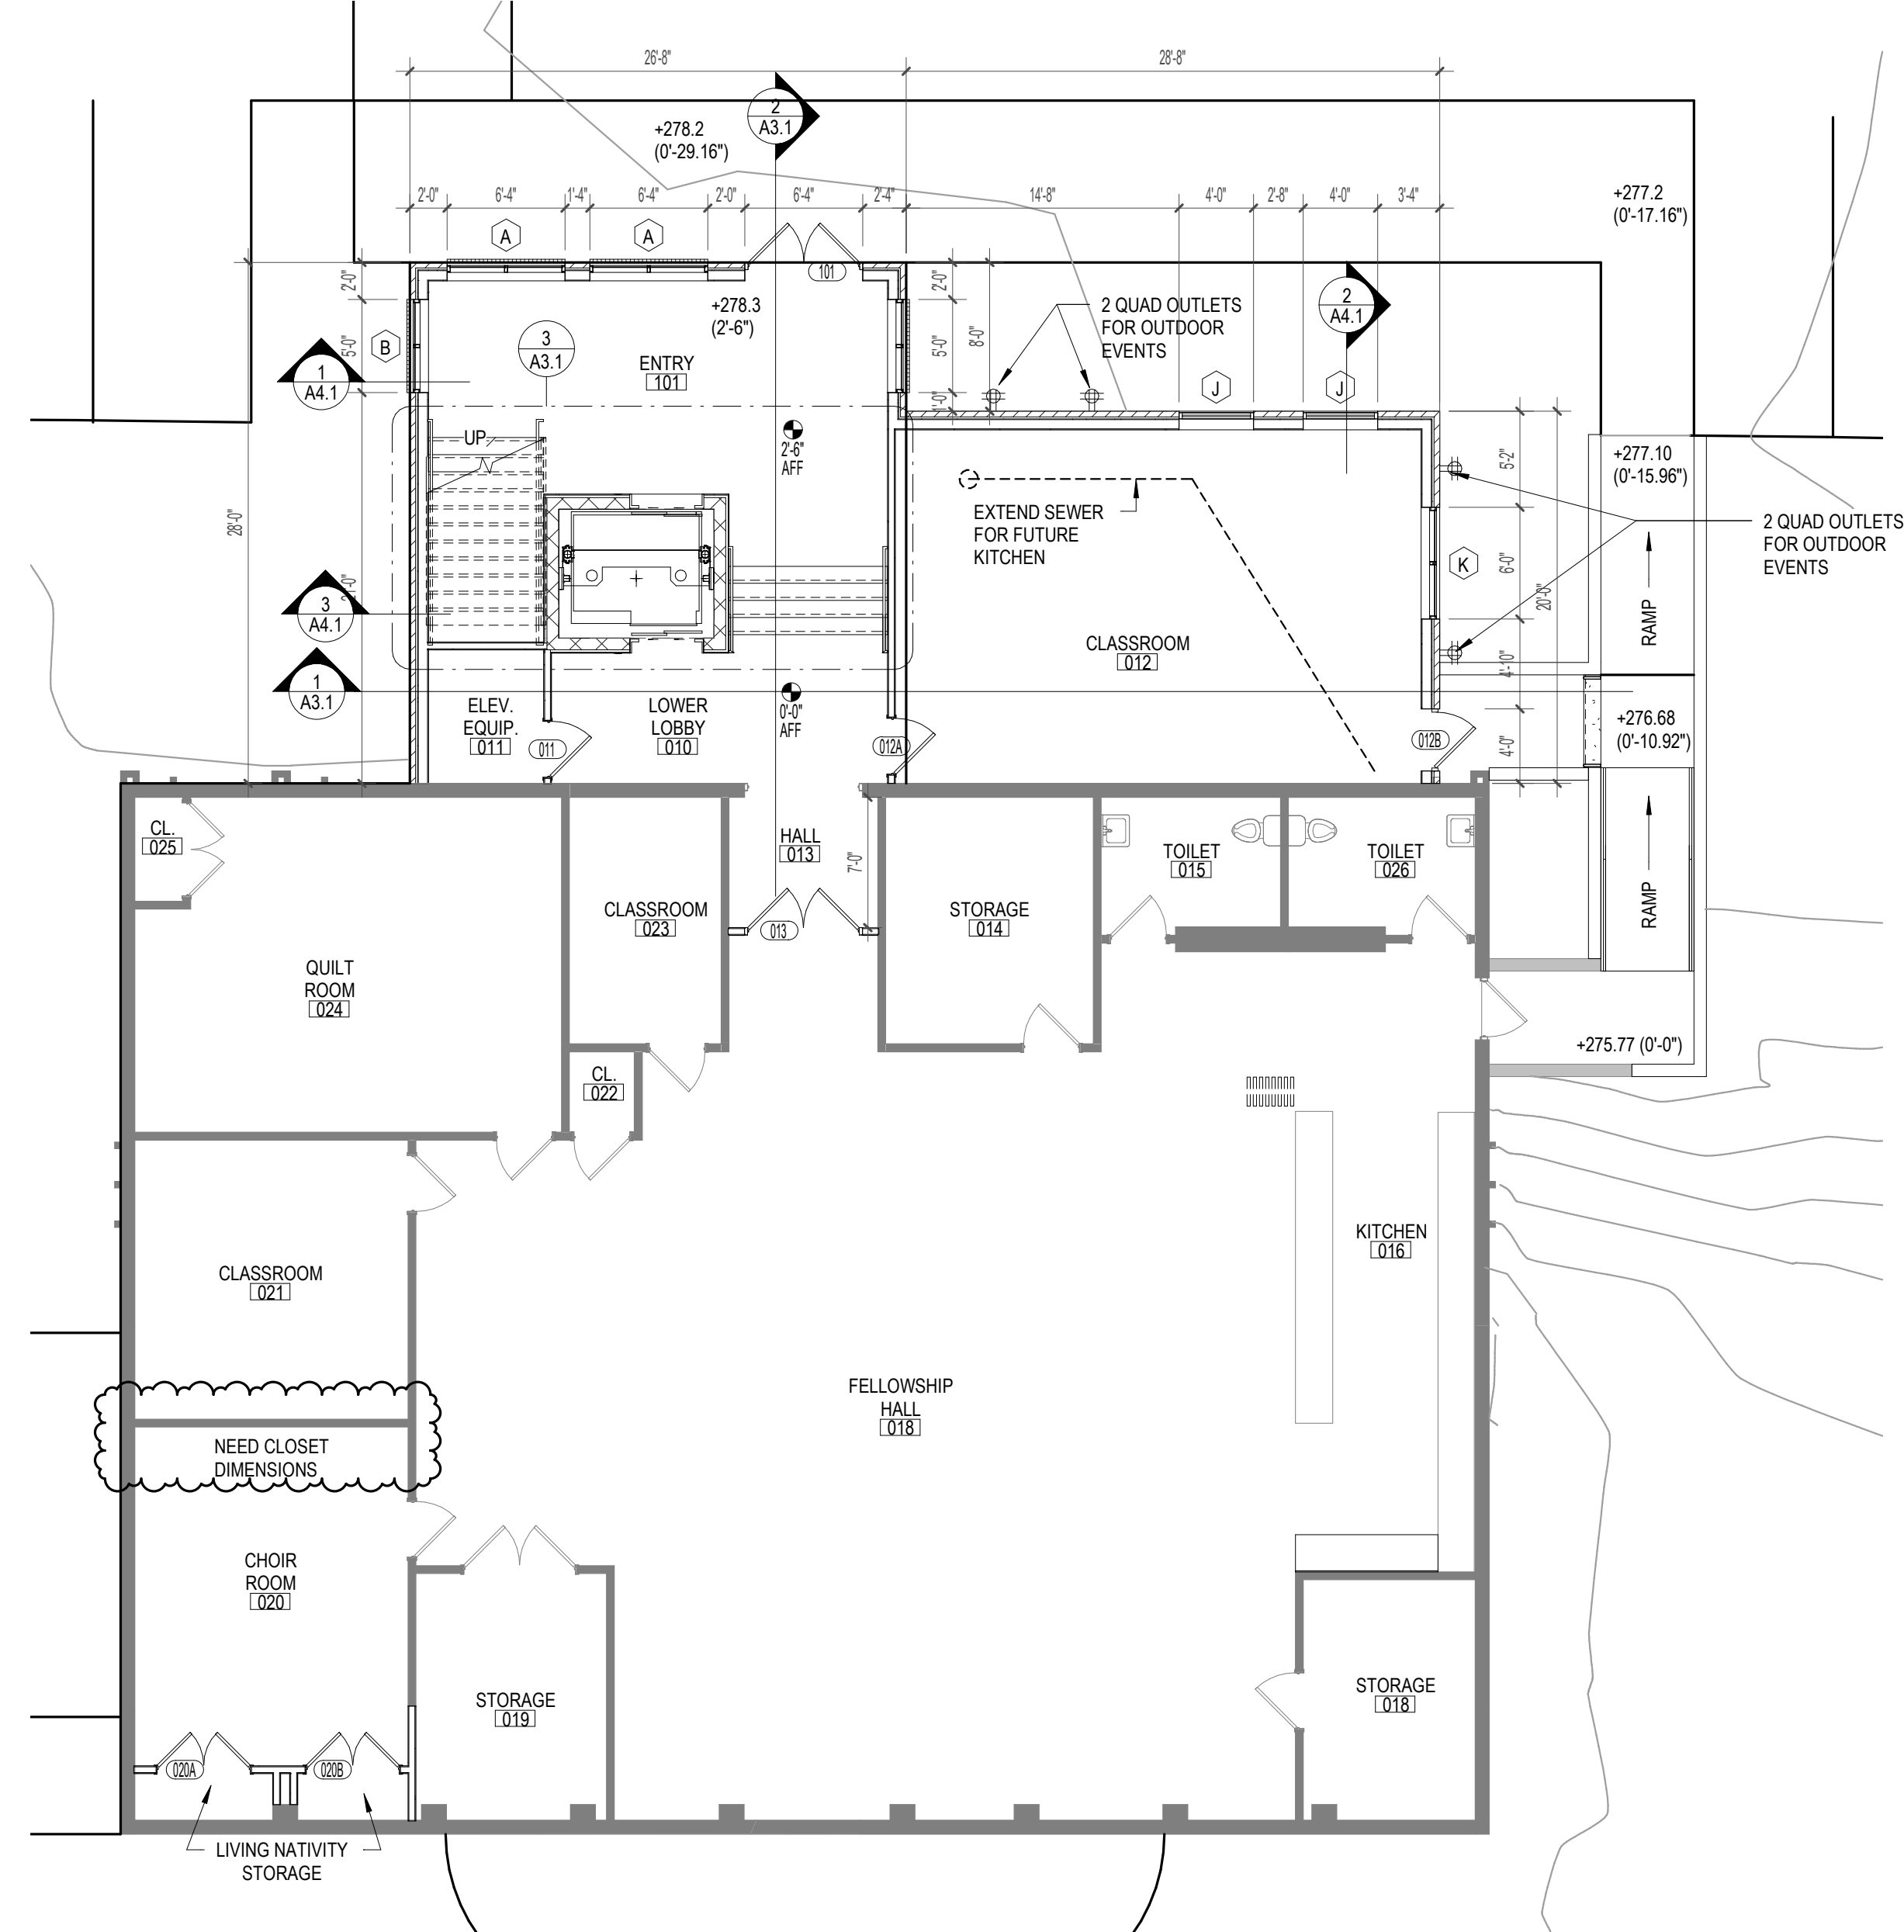 26'-8"
28'-8"
2
A3.1
+278.2
(0'-29.16")
+277.2
(0'-17.16")
2'-0"
6'-4"
1'-4"
6'-4"
2'-0"
6'-4"
2'-4"
14'-8"
4'-0"
2'-8"
4'-0"
3'-4"
A
A
101
2'-0"
5'-0"
B
+278.3
(2'-6")
3
A3.1
ENTRY
101
1
A4.1
2'-0"
5'-0"
1'-0"
8'-0"
2 QUAD OUTLETS
FOR OUTDOOR
EVENTS
2
A4.1
J
J
UP
2'-6"
AFF
EXTEND SEWER
FOR FUTURE
KITCHEN
5'-2"
6'-0"
4'-10"
4'-0"
20'-0"
K
+277.10
(0'-15.96")
2 QUAD OUTLETS
FOR OUTDOOR
EVENTS
RAMP
28'-0"
3
A4.1
CLASSROOM
012
1
A3.1
ELEV.
EQUIP.
011
011
LOWER
LOBBY
010
0'-0"
AFF
012A
012B
+276.68
(0'-10.92")
RAMP
CL.
025
HALL
013
7'-0"
TOILET
015
TOILET
026
CLASSROOM
023
013
STORAGE
014
QUILT
ROOM
024
+275.77 (0'-0")
CL.
022
KITCHEN
016
CLASSROOM
021
FELLOWSHIP
HALL
018
NEED CLOSET
DIMENSIONS
CHOIR
ROOM
020
STORAGE
019
STORAGE
018
020A
020B
LIVING NATIVITY
STORAGE